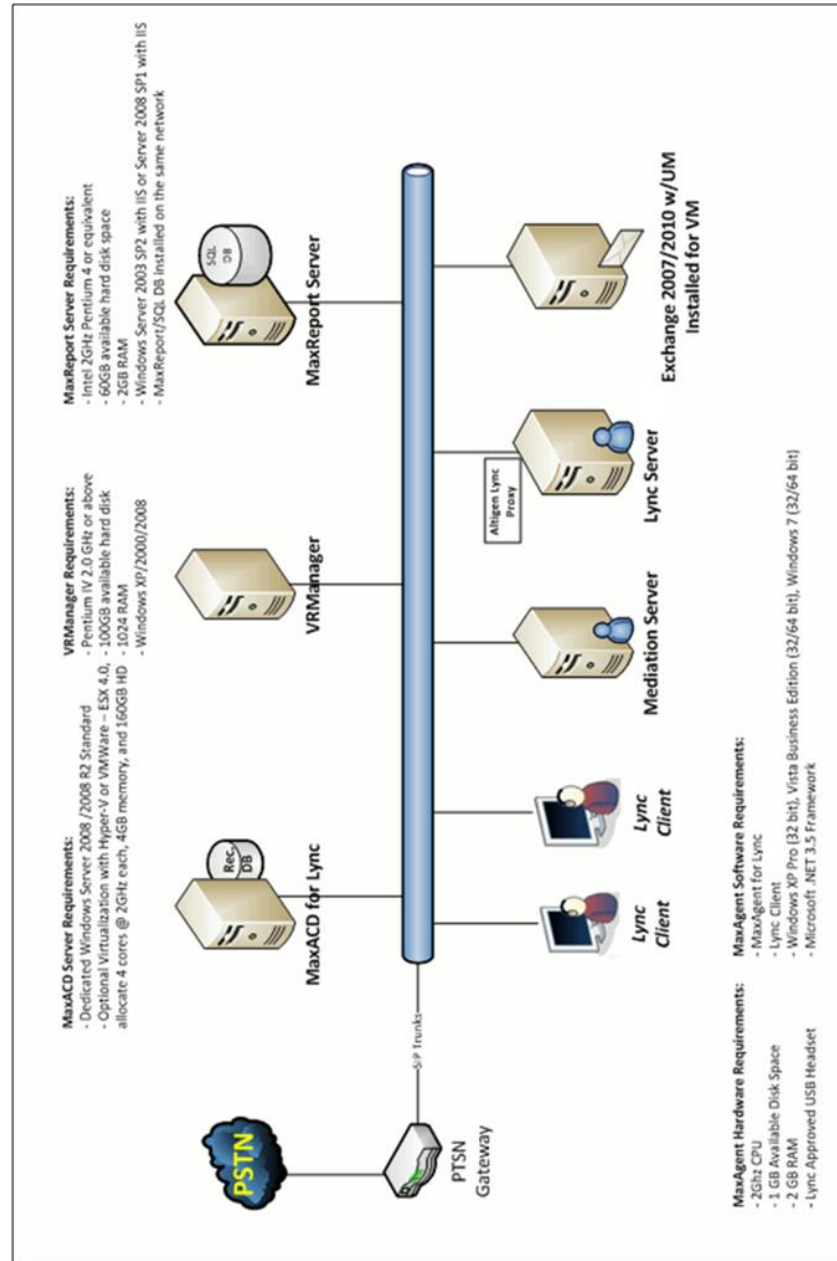 MaxACD Server Requirements:
- Dedicated Windows Server 2008 /2008 R2 Standard
- Optional Virtualization with Hyper-V or VMWare – ESX 4.0,
allocate 4 cores @ 2GHz each, 4GB memory, and 160GB HD
VRManager Requirements:
- Pentium IV 2.0 GHz or above
- 100GB available hard disk
- 1024 RAM
- Windows XP/2000/2008
MaxReport Server Requirements:
- Intel 2GHz Pentium 4 or equivalent
- 60GB available hard disk space
- 2GB RAM
- Windows Server 2003 SP2 with IIS or Server 2008 SP1 with IIS
- MaxReport/SQL DB installed on the same network
PSTN
Rec.
DB
SQL
DB
MaxACD for Lync
VRManager
MaxReport Server
SIP Trunks
PTSN
Gateway
Altigen Lync
Proxy
Lync
Client
Lync
Client
Mediation Server
Lync Server
Exchange 2007/2010 w/UM
Installed for VM
MaxAgent Hardware Requirements:
- 2Ghz CPU
- 1 GB Available Disk Space
- 2 GB RAM
- Lync Approved USB Headset
MaxAgent Software Requirements:
- MaxAgent for Lync
- Lync Client
- Windows XP Pro (32 bit), Vista Business Edition (32/64 bit), Windows 7 (32/64 bit)
- Microsoft .NET 3.5 Framework